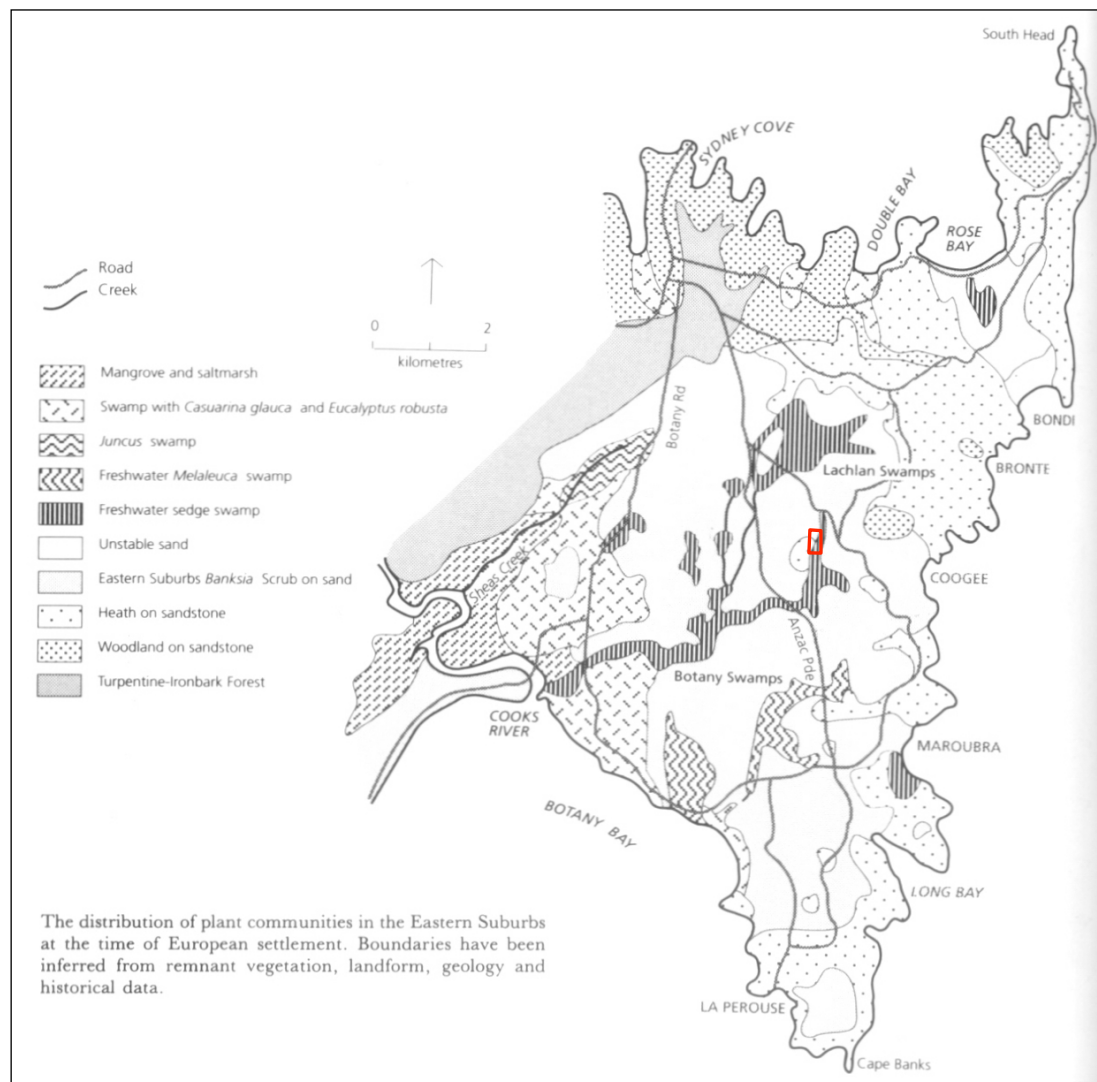 South Head
SYDNEY COVE
DOUBLE BAY
ROSE
BAY
Road
Creek
0 2
kilometres
Mangrove and saltmarsh
Swamp with Casuarina glauca and Eucalyptus robusta
Juncus swamp
Freshwater Melaleuca swamp
Freshwater sedge swamp
Unstable sand
Eastern Suburbs Banksia Scrub on sand
Heath on sandstone
Woodland on sandstone
Turpentine-Ironbark Forest
Botany Rd
BONDI
Lachlan Swamps
BRONTE
Sheas Creek
COOGEE
Anzac Pde
Botany Swamps
COOKS
RIVER
MAROUBRA
BOTANY BAY
LONG BAY
The distribution of plant communities in the Eastern Suburbs
at the time of European settlement. Boundaries have been
inferred from remnant vegetation, landform, geology and
historical data.
LA PEROUSE
Cape Banks